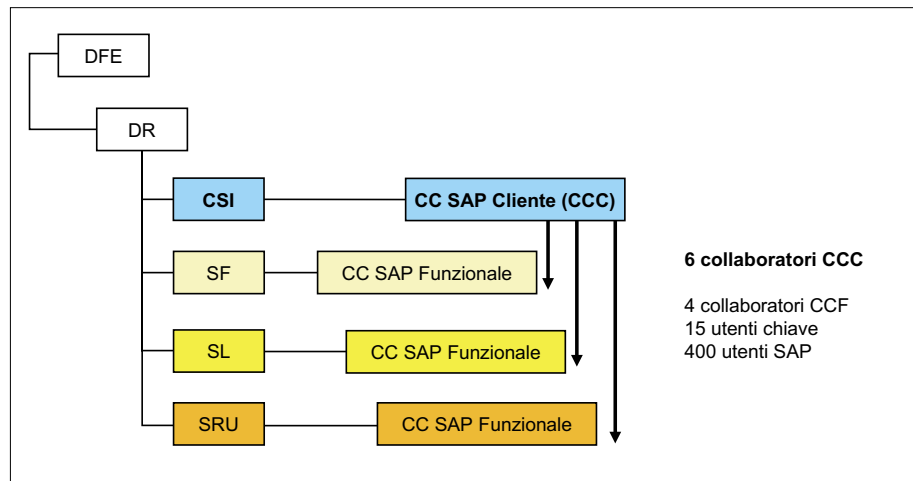 DFE
DR
CSI
CC SAP Cliente (CCC)
SF
CC SAP Funzionale
SL
CC SAP Funzionale
SRU
CC SAP Funzionale
6 collaboratori CCC
4 collaboratori CCF
15 utenti chiave
400 utenti SAP